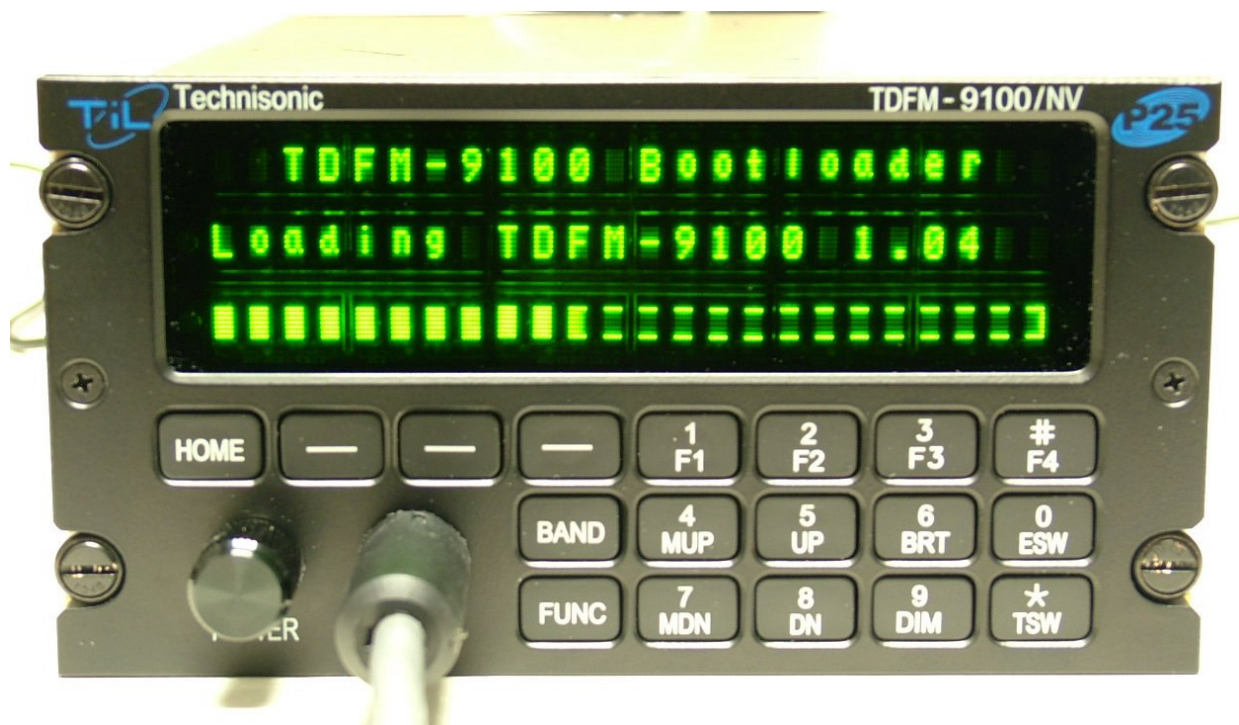 TiL Technisonic TDFM-9100/NV P25
TDFM-9100 Bootloader
Loading TDFM-9100 1.04
HOME 1 2 3 #
F1 F2 F3 F4
BAND 4 5 6 0
MUP UP BRT ESW
FUNC 7 8 9 *
MDN DN DIM TSW